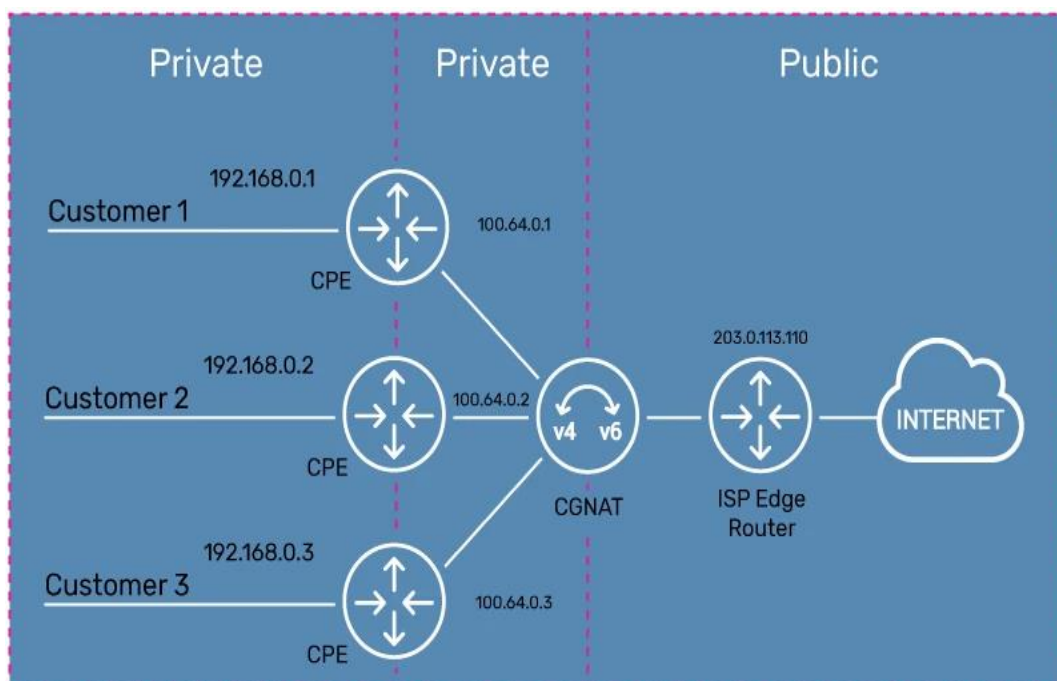 Private
Private
Public
192.168.0.1
Customer 1
100.64.0.1
CPE
192.168.0.2
203.0.113.110
Customer 2
100.64.0.2
v4 v6
INTERNET
CPE
CGNAT
ISP Edge
Router
192.168.0.3
Customer 3
100.64.0.3
CPE